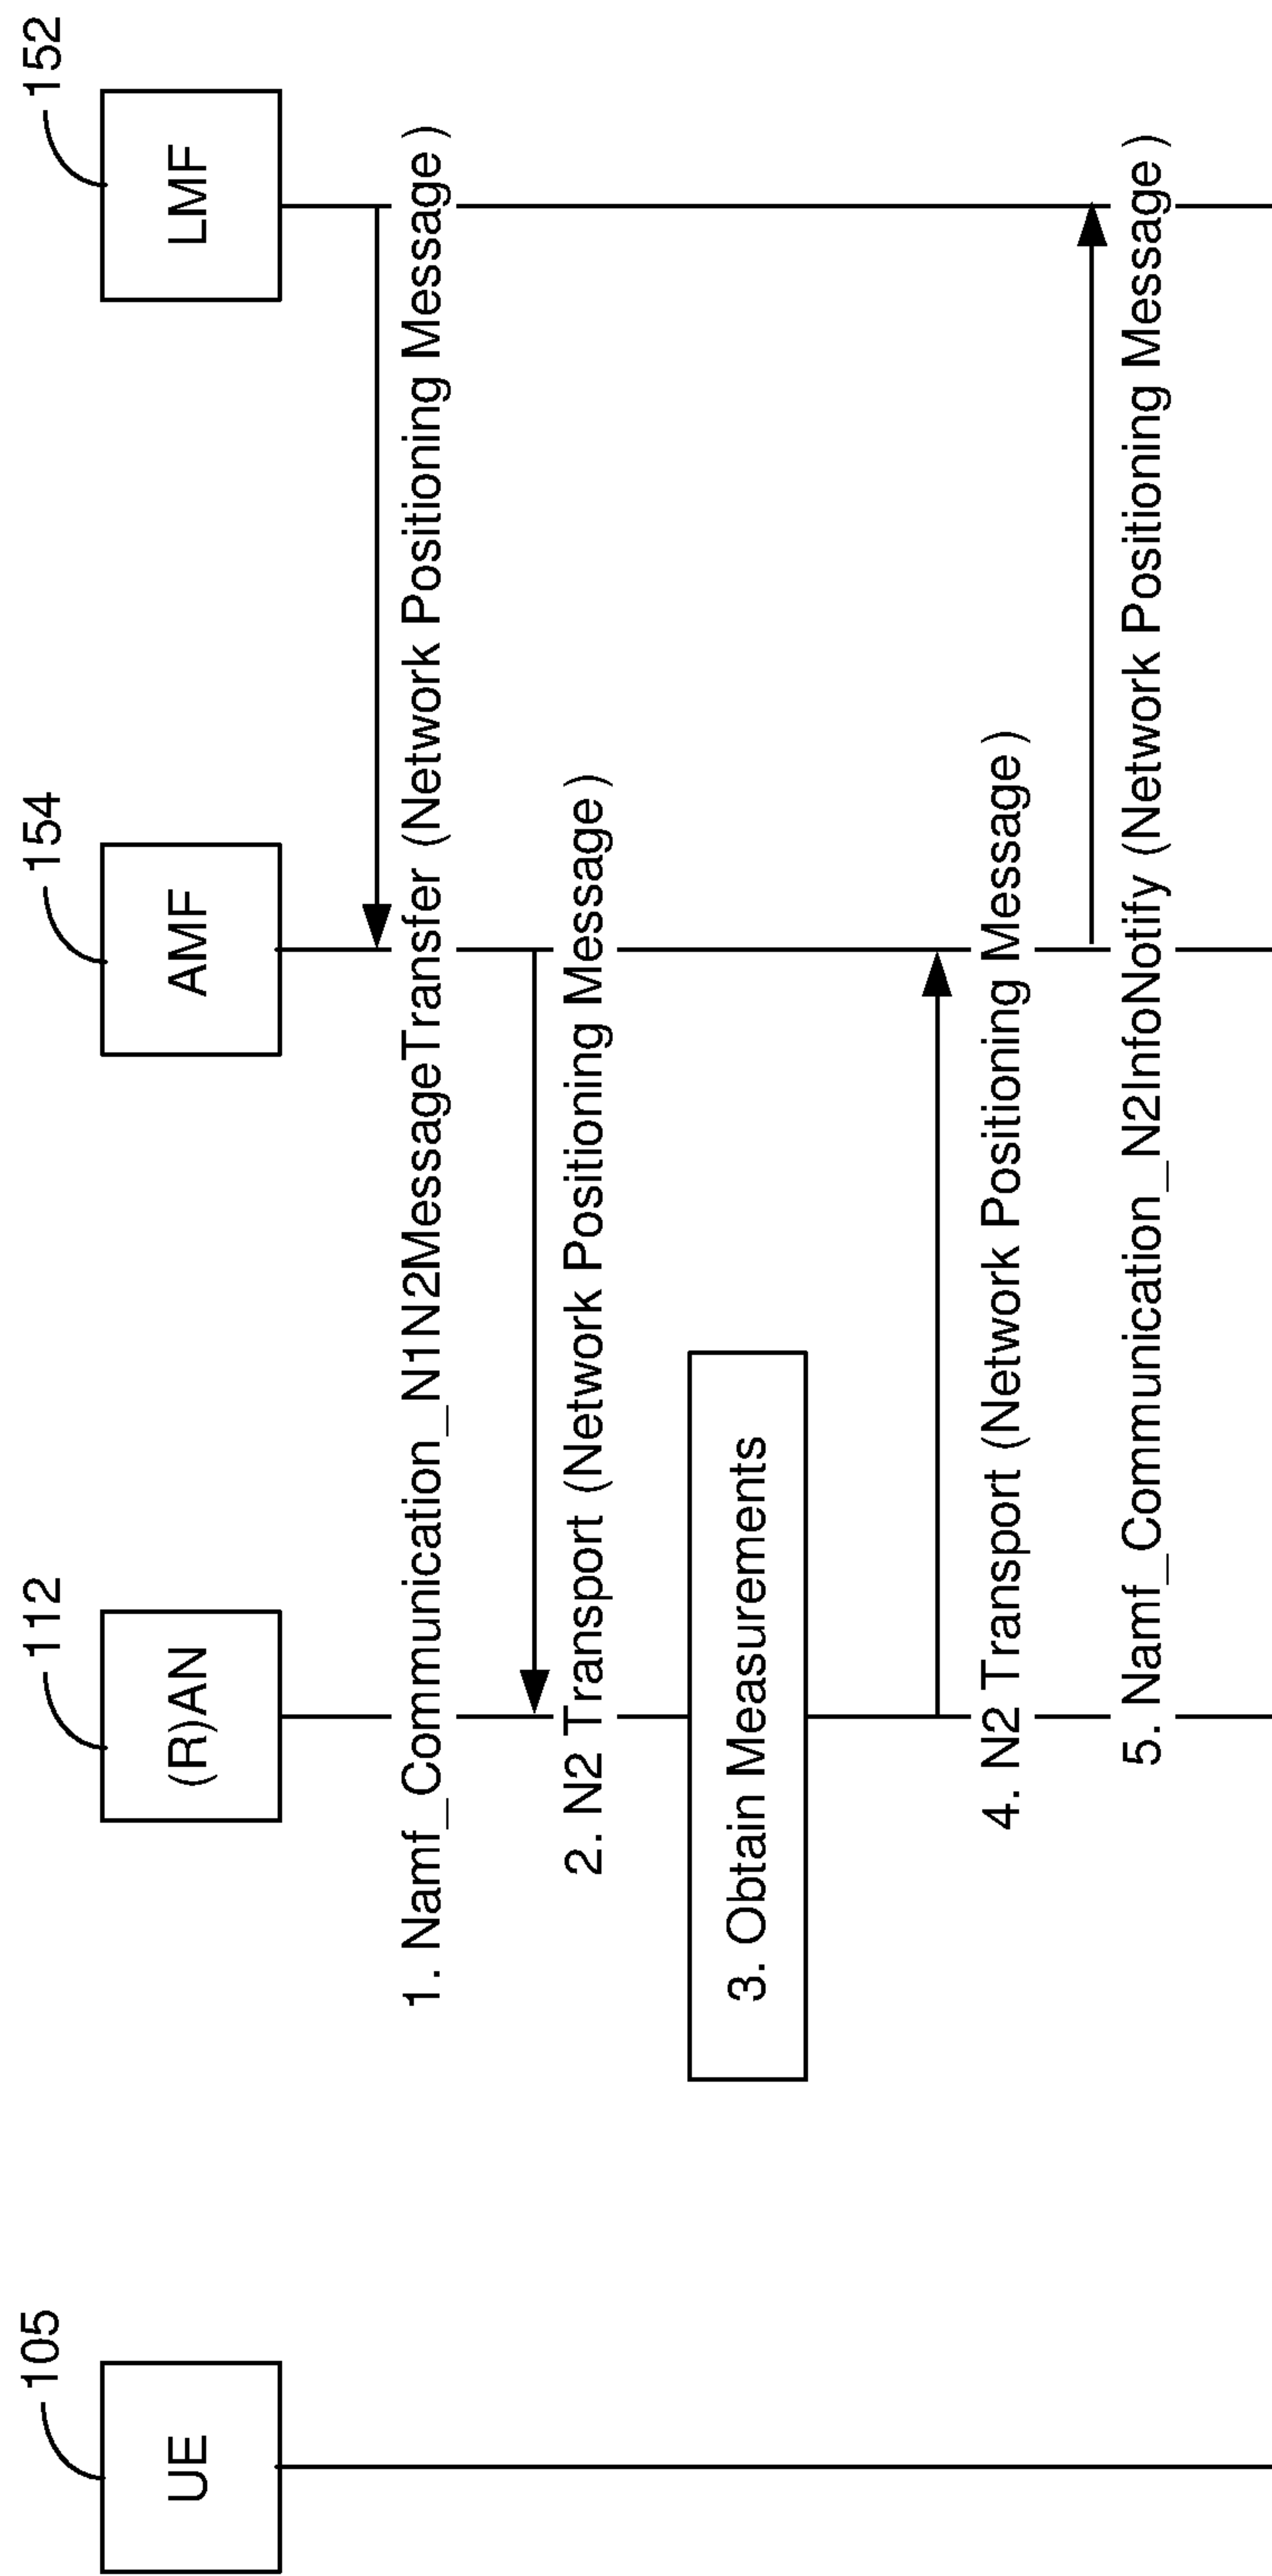 105
112
154
152
UE
(R)AN
AMF
LMF
1. Namf_Communication_N1N2MessageTransfer (Network Positioning Message)
2. N2 Transport (Network Positioning Message)
3. Obtain Measurements
4. N2 Transport (Network Positioning Message)
5. Namf_Communication_N2InfoNotify (Network Positioning Message)